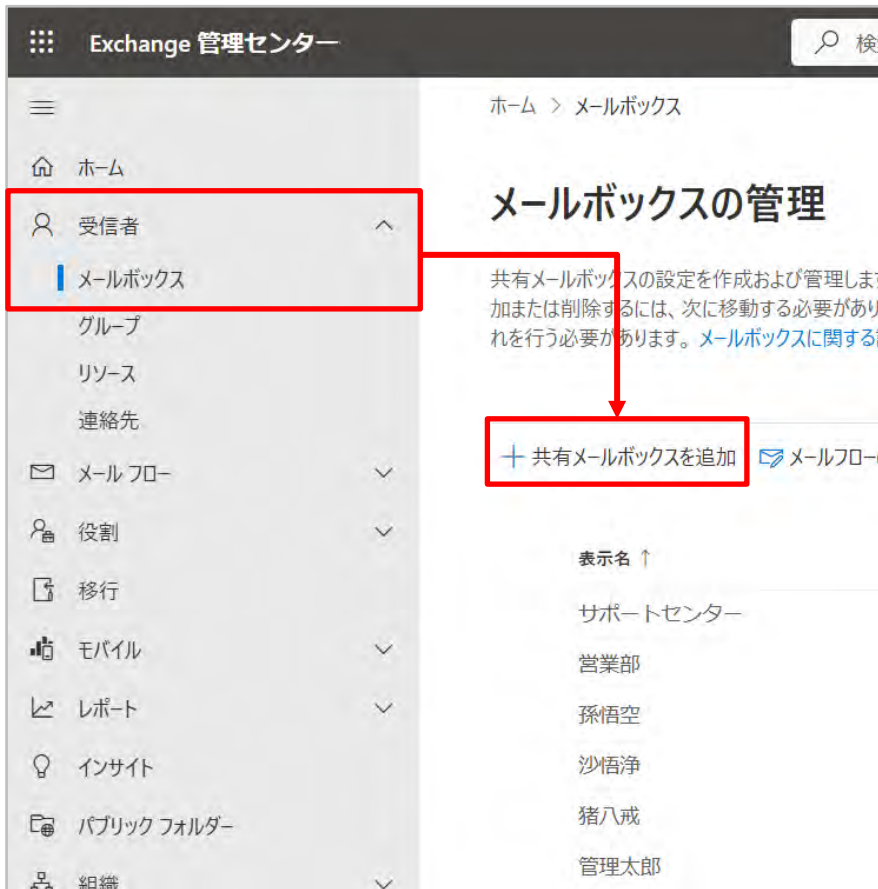 Exchange 管理センター
検
ホーム > メールボックス
ホーム
受信者
メールボックス
グループ
リソース
連絡先
メール フロー
役割
移行
モバイル
レポート
インサイト
パブリック フォルダー
組織
メールボックスの管理
共有メールボックスの設定を作成および管理します
加または削除するには、次に移動する必要があり
れを行う必要があります。メールボックスに関する
共有メールボックスを追加 メールフロー
表示名 ↑
サポートセンター
営業部
孫悟空
沙悟浄
猪八戒
管理太郎